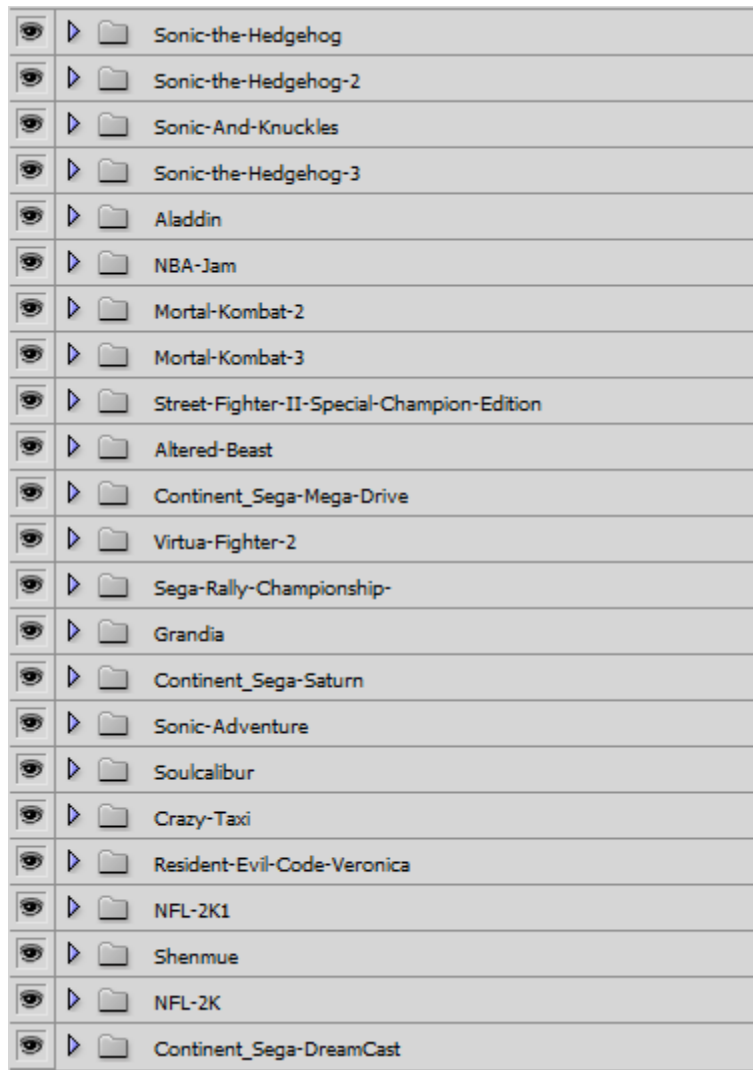 Sonic-the-Hedgehog
Sonic-the-Hedgehog-2
Sonic-And-Knuckles
Sonic-the-Hedgehog-3
Aladdin
NBA-Jam
Mortal-Kombat-2
Mortal-Kombat-3
Street-Fighter-II-Special-Champion-Edition
Altered-Beast
Continent_Sega-Mega-Drive
Virtua-Fighter-2
Sega-Rally-Championship-
Grandia
Continent_Sega-Saturn
Sonic-Adventure
Soulcalibur
Crazy-Taxi
Resident-Evil-Code-Veronica
NFL-2K1
Shenmue
NFL-2K
Continent_Sega-DreamCast